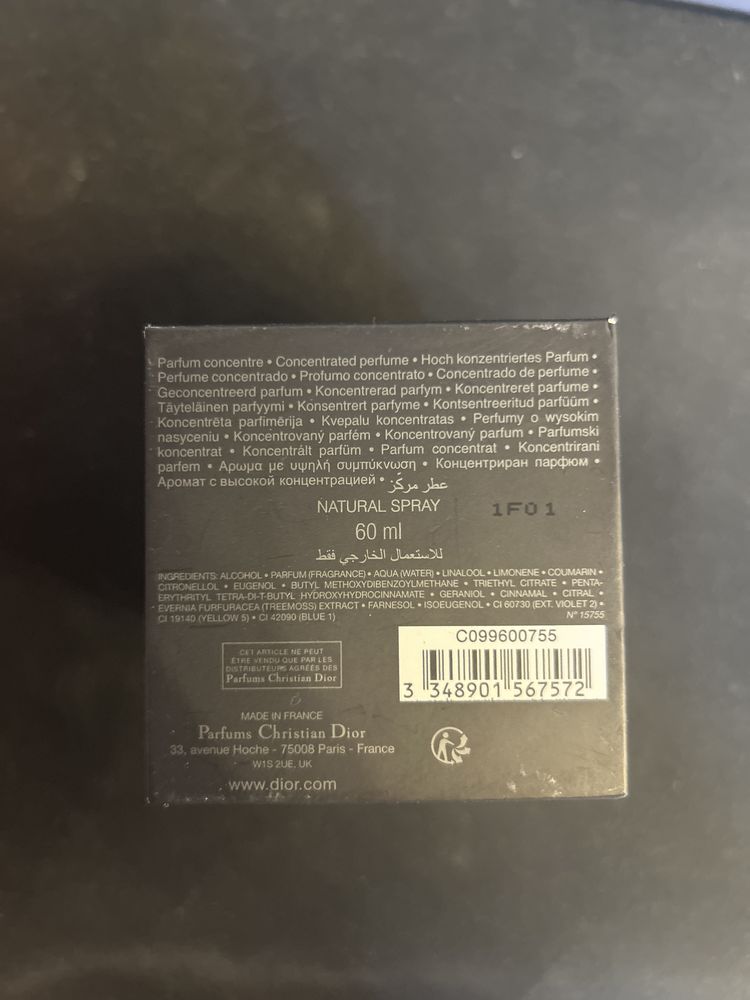 Parfum concentre • Concentrated perfume • Hoch konzentriertes Parfum •
Perfume concentrado • Profumo concentrato • Concentrado de perfume •
Geconcentreerd parfum • Koncentrerad parfym • Koncentreret parfume •
Täyteläinen parfyymi • Konsentrert parfyme • Kontsentreeritud parfüüm •
Koncentrēta parfimērija • Kvepalu koncentratas • Perfumy o wysokim
nasyceniu • Koncentrovaný parfém • Koncentrovaný parfum • Parfumski
koncentrat • Koncentrált parfüm • Parfum concentrat • Koncentrirani
parfem • Αρωμα με υψηλή συμπύκνωση • Концентриран парфюм •
Аромат с высокой концентрацией • عطر مركّز
NATURAL SPRAY
1F01
60 ml
للاستعمال الخارجي فقط
INGREDIENTS: ALCOHOL • PARFUM (FRAGRANCE) • AQUA (WATER) • LINALOOL • LIMONENE • COUMARIN •
CITRONELLOL • EUGENOL • BUTYL METHOXYDIBENZOYLMETHANE • TRIETHYL CITRATE • PENTA-
ERYTHRITYL TETRA-DI-T-BUTYL HYDROXYHYDROCINNAMATE • GERANIOL • CINNAMAL • CITRAL •
EVERNIA FURFURACEA (TREEMOSS) EXTRACT • FARNESOL • ISOEUGENOL • CI 60730 (EXT. VIOLET 2) •
CI 19140 (YELLOW 5) • CI 42090 (BLUE 1)
N° 15755
CET ARTICLE NE PEUT
ÊTRE VENDU QUE PAR LES
DISTRIBUTEURS AGRÉÉS DES
Parfums Christian Dior
C099600755
3 348901 567572
MADE IN FRANCE
Parfums Christian Dior
33, avenue Hoche - 75008 Paris - France
W1S 2UE, UK
www.dior.com